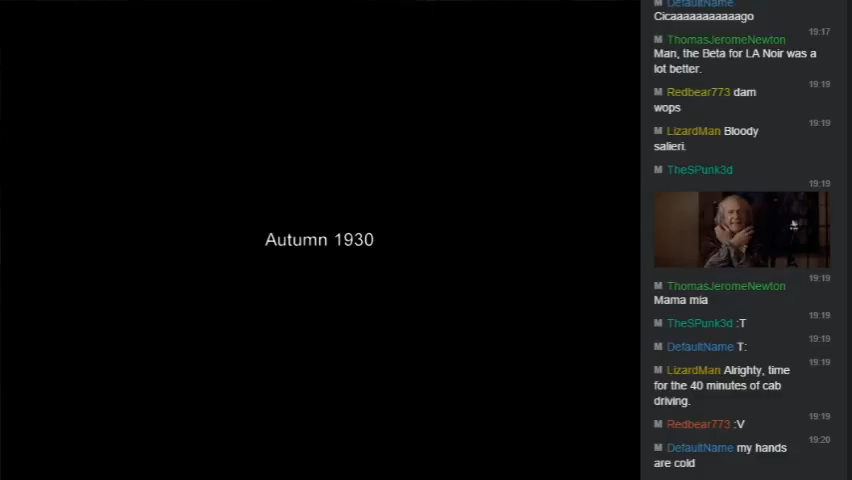 Autumn 1930
DefaultName
Cicaaaaaaaaaaago
19:17
M ThomasJeromeNewton
Man, the Beta for LA Noir was a
lot better.
19:19
M Redbear773 dam
wops
19:19
M LizardMan Bloody
salieri.
M TheSPunk3d
19:19
19:19
M ThomasJeromeNewton
Mama mia
19:19
M TheSPunk3d :T
19:19
M DefaultName T:
19:19
M LizardMan Alrighty, time
for the 40 minutes of cab
driving.
19:19
M Redbear773 :V
19:20
M DefaultName my hands
are cold